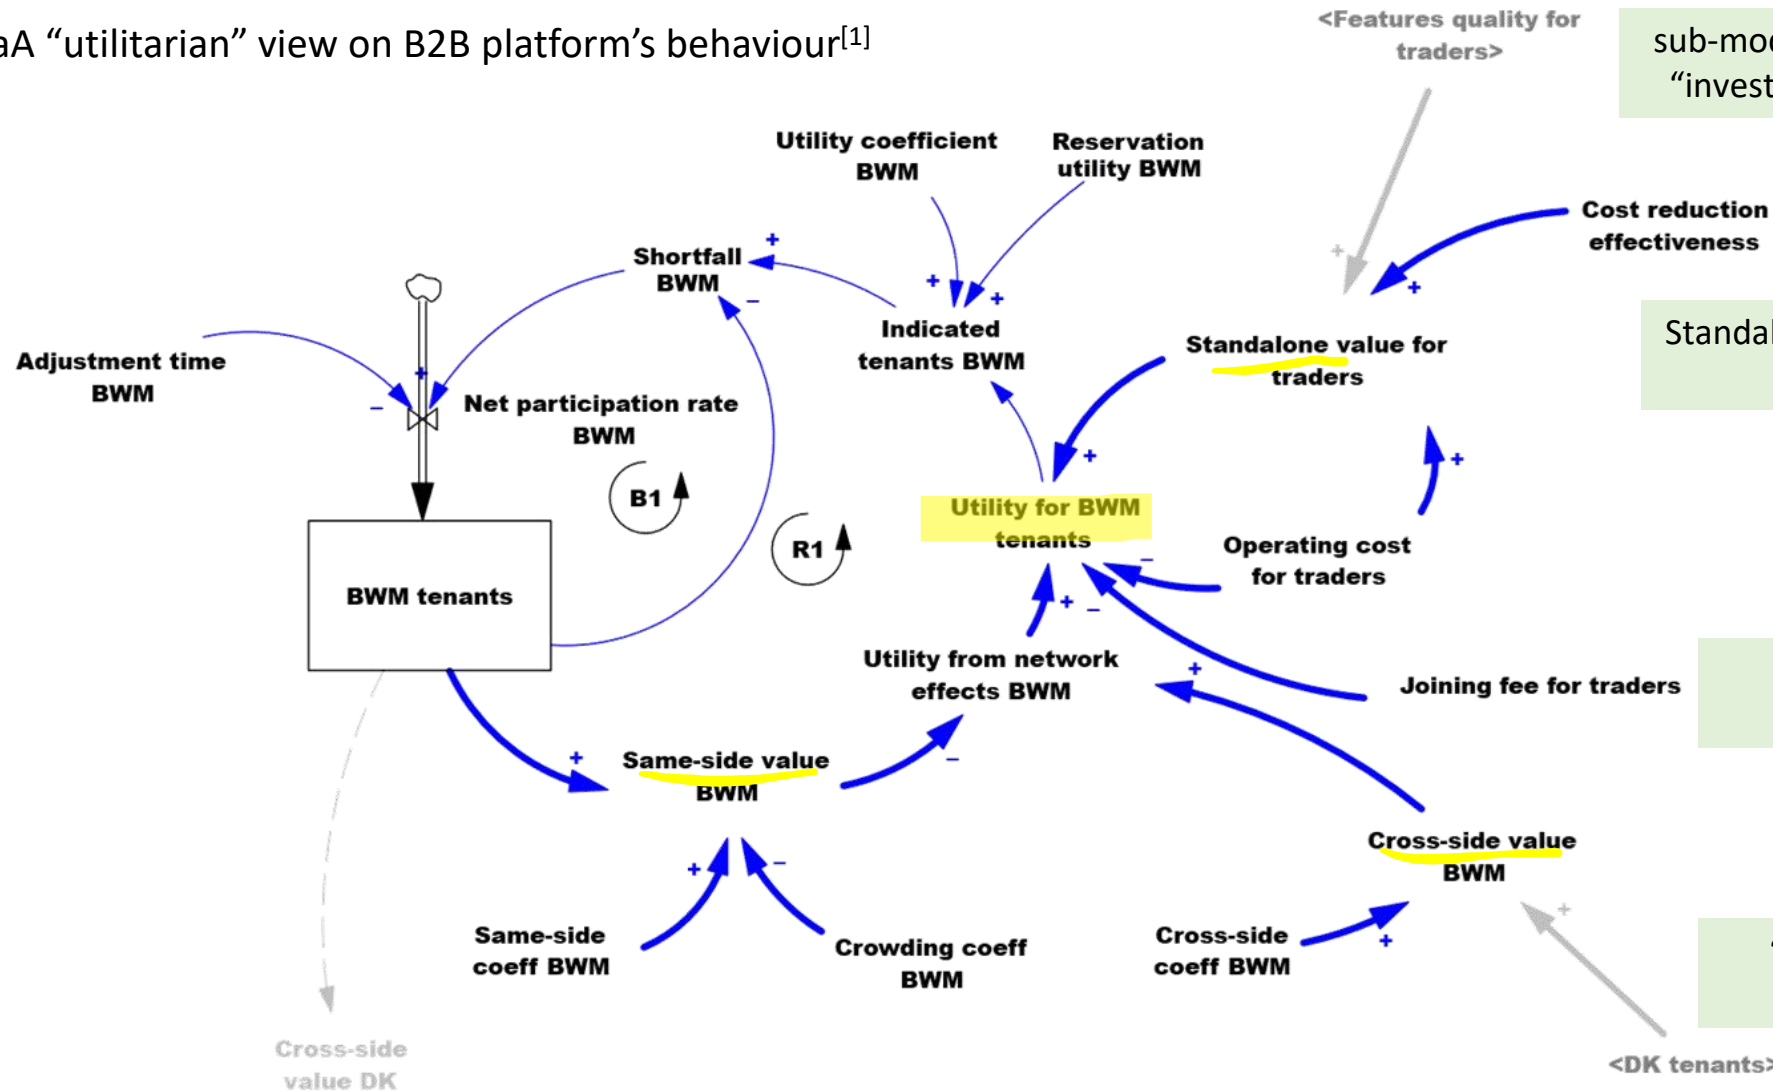 aA “utilitarian” view on B2B platform’s behaviour[1]
<Features quality for
traders>
sub-mo
“invest
Utility coefficient
BWM
Reservation
utility BWM
Cost reduction
effectiveness
Shortfall
BWM
+
−
+
+
+
+
Indicated
tenants BWM
Standalone value for
traders
Standal
Adjustment time
BWM
−
+
Net participation rate
BWM
B1
R1
+
+
Utility for BWM
tenants
Operating cost
for traders
−
BWM tenants
+
−
Utility from network
effects BWM
+
Joining fee for traders
+
Same-side value
BWM
−
Cross-side value
BWM
+
−
+
Same-side
coeff BWM
Crowding coeff
BWM
Cross-side
coeff BWM
+
Cross-side
value DK
<DK tenants>